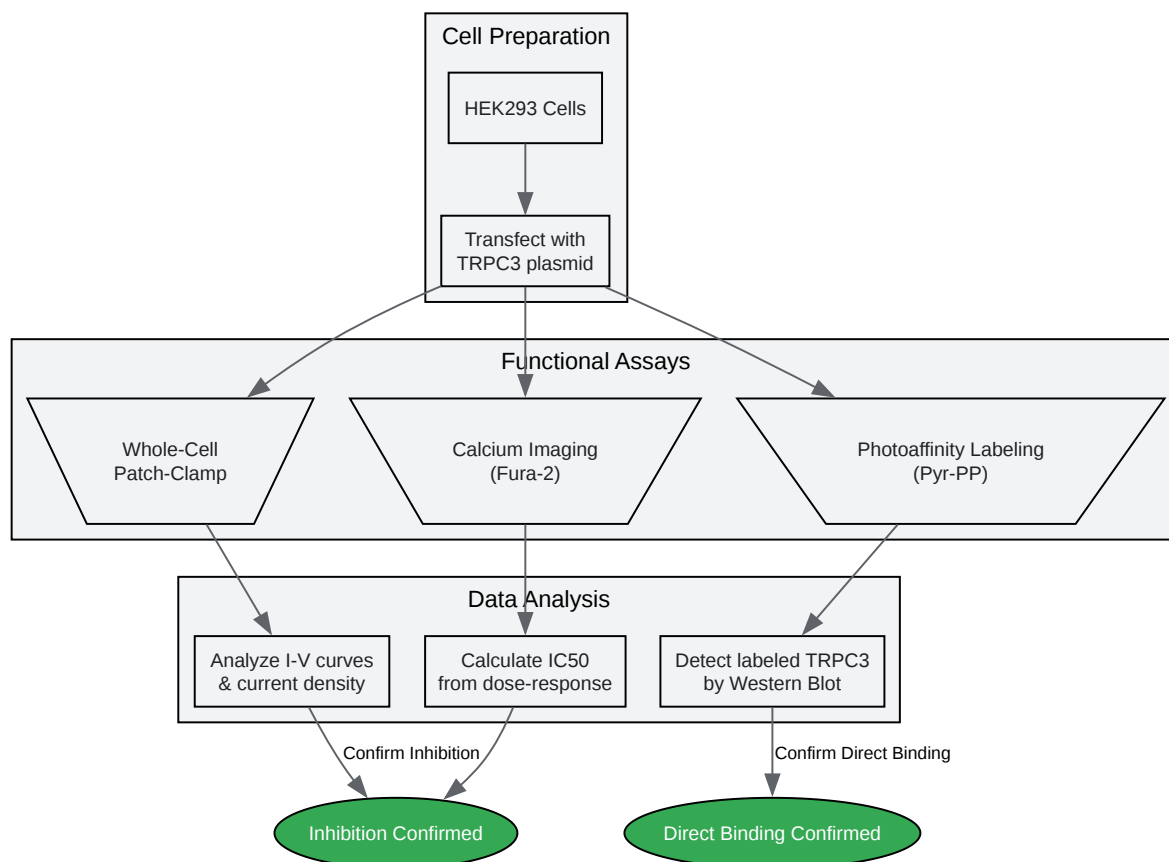 Cell Preparation
HEK293 Cells
Transfect with
TRPC3 plasmid
Functional Assays
Whole-Cell
Patch-Clamp
Calcium Imaging
(Fura-2)
Photoaffinity Labeling
(Pyr-PP)
Data Analysis
Analyze I-V curves
& current density
Calculate IC50
from dose-response
Detect labeled TRPC3
by Western Blot
Confirm Inhibition
Confirm Direct Binding
Inhibition Confirmed
Direct Binding Confirmed